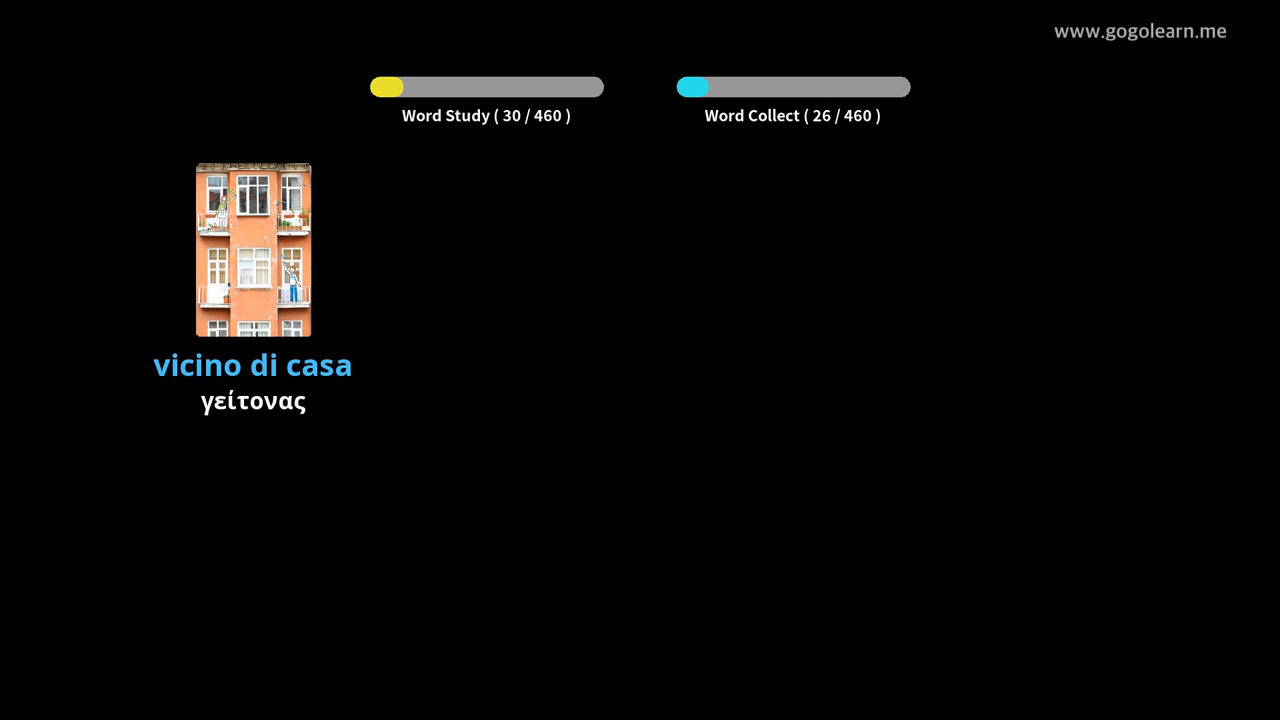 www.gogolearn.me
Word Study ( 30 / 460 )
Word Collect ( 26 / 460 )
vicino di casa
γείτονας